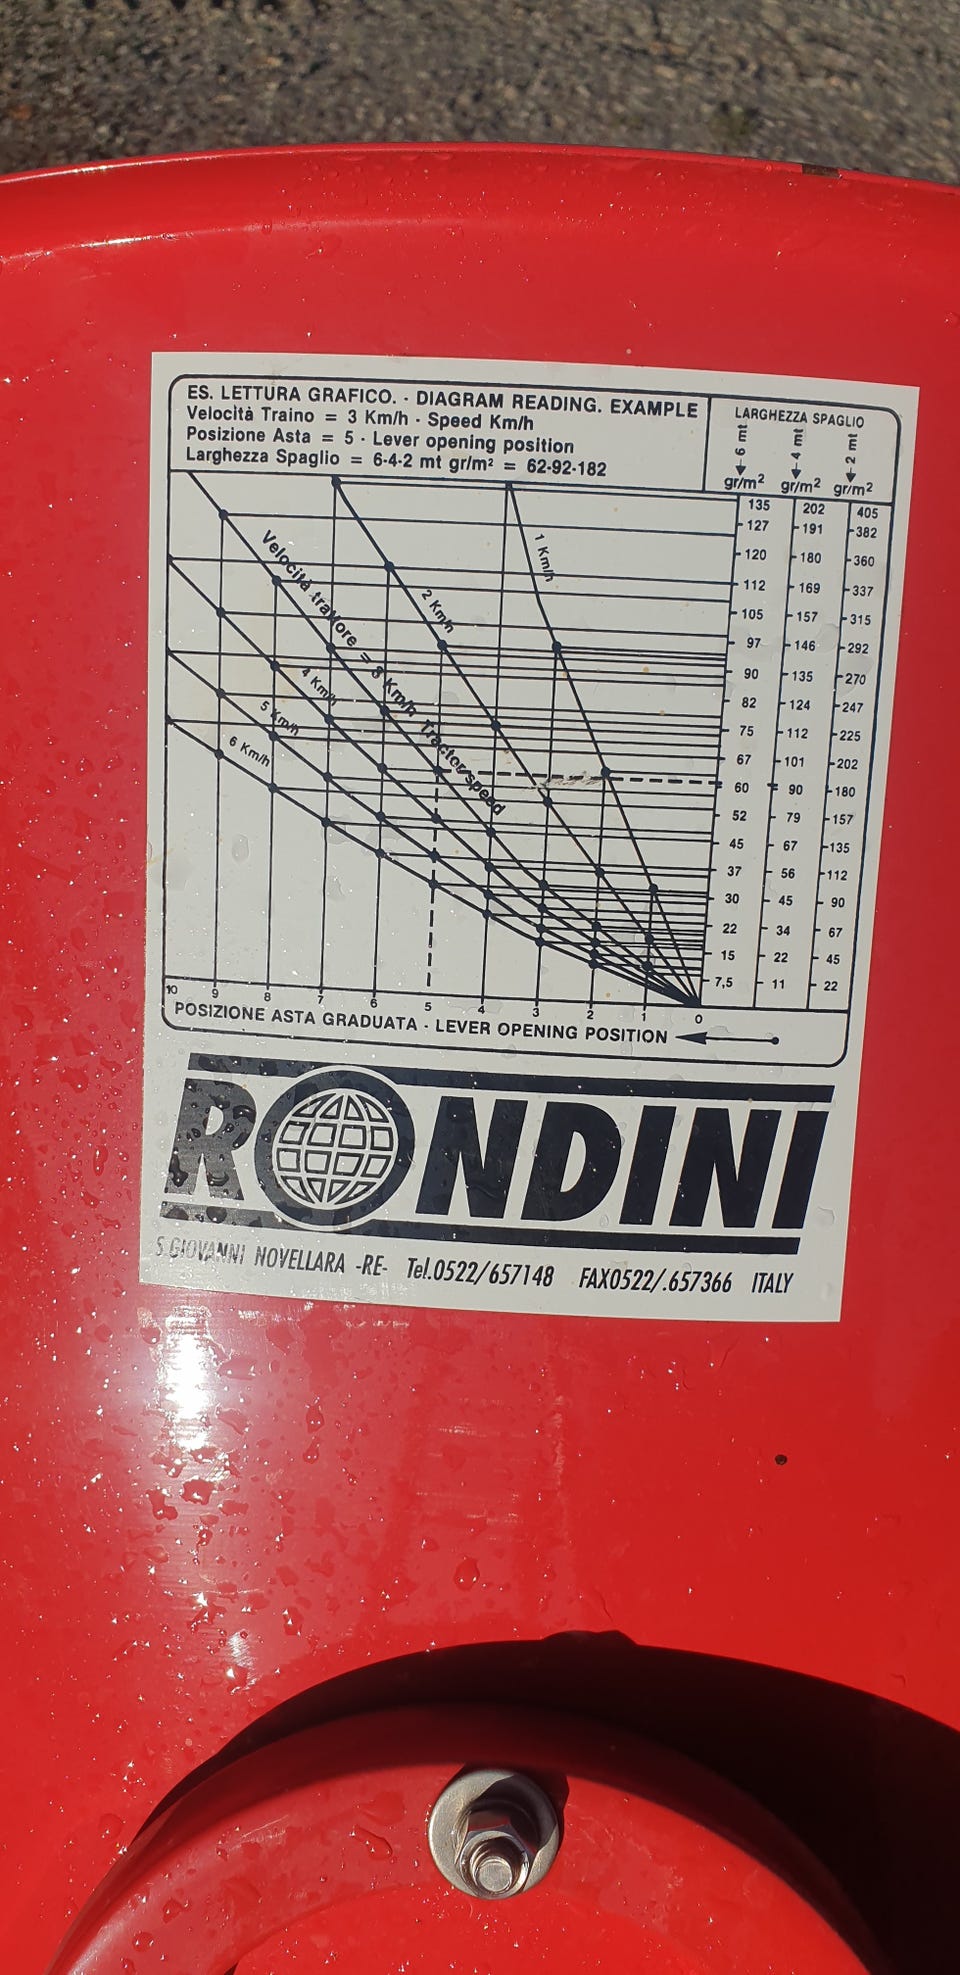 ES. LETTURA GRAFICO. - DIAGRAM READING. EXAMPLE
Velocità Traino = 3 Km/h - Speed Km/h
Posizione Asta = 5 - Lever opening position
Larghezza Spaglio = 6-4-2 mt gr/m² = 62-92-182
LARGHEZZA SPAGLIO
6 mt 4 mt 2 mt
gr/m² gr/m² gr/m²
135 202 405
127 191 382
120 180 360
112 169 337
105 157 315
97 146 292
90 135 270
82 124 247
75 112 225
67 101 202
60 90 180
52 79 157
45 67 135
37 56 112
30 45 90
22 34 67
15 22 45
7,5 11 22
1 Km/h
2 Km/h
Velocità trattore = 3 Km/h Tractor speed
4 Km/h
5 Km/h
6 Km/h
10 9 8 7 6 5 4 3 2 1 0
POSIZIONE ASTA GRADUATA - LEVER OPENING POSITION
RONDINI
S.GIOVANNI NOVELLARA -RE- Tel.0522/657148 FAX0522/.657366 ITALY